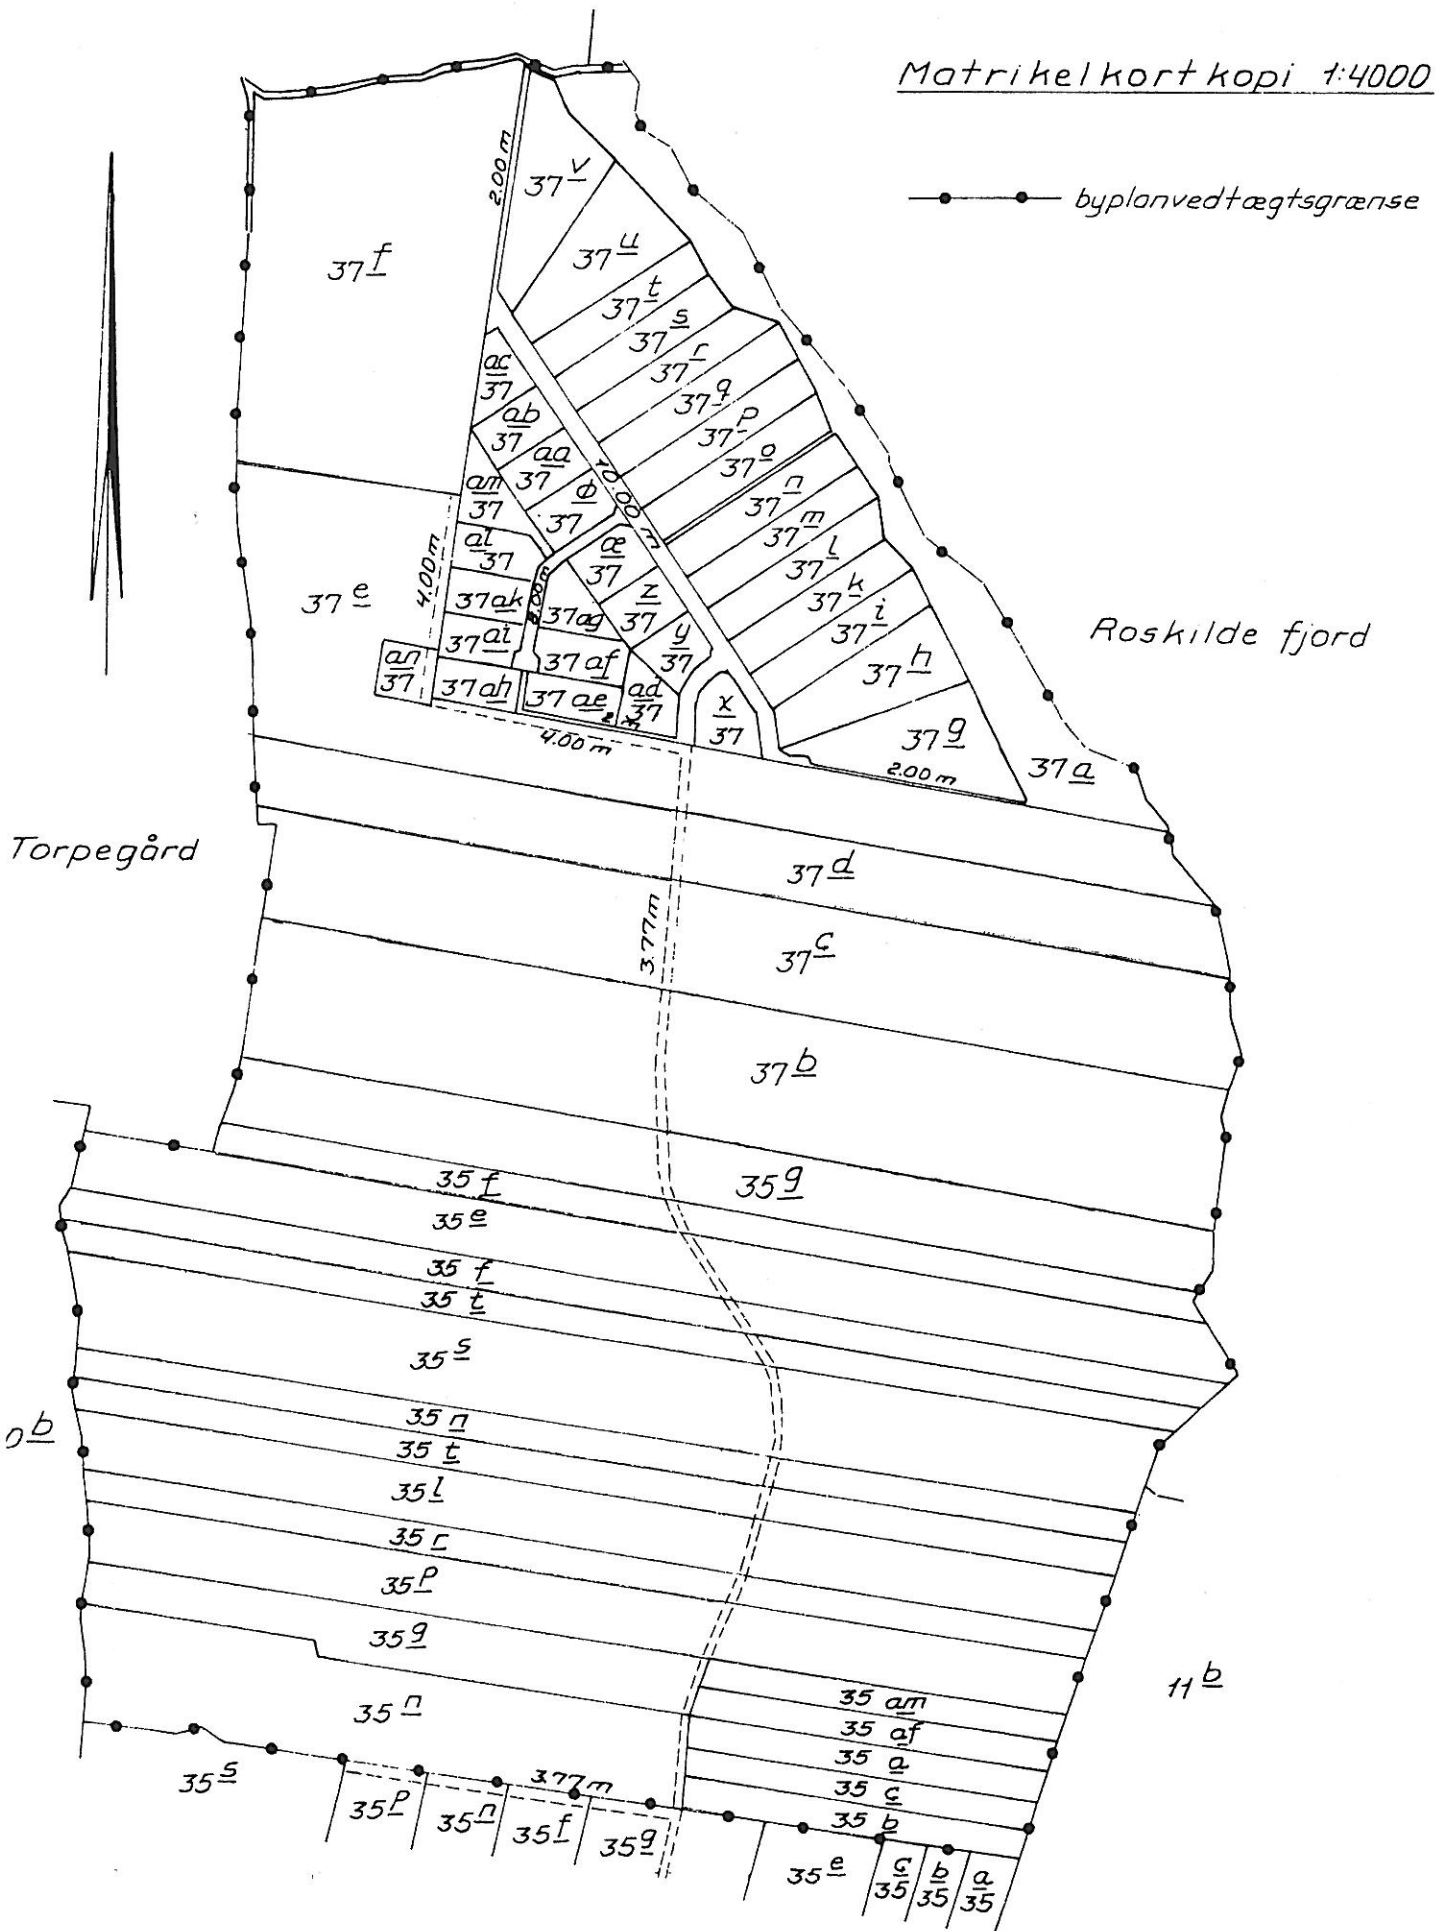 Matrikelkort kopi 1:4000
byplanvedtægtsgrænse
2.00 m
37 v
37 u
37 f
37 t
37 s
37 r
ac
37
37 q
ab
37
37 p
aa
37
37 o
10.00 m
am
37
ø
37
37 n
37 m
al
37
æ
37
37 l
4.00 m
8.00 m
37 e
37 ak
z
37
37 k
37 ag
37 i
37 ai
y
37
Roskilde fjord
an
37
37 af
37 h
37 ah
37 ae
ad
37
x
37
4.00 m
37 g
2.00 m
37 a
Torpegård
37 d
3.77 m
37 c
37 b
35 f
35 g
35 e
35 f
35 t
35 s
35 n
35 t
35 l
35 r
35 p
35 g
b
11 b
35 n
35 am
35 af
35 a
35 c
35 b
3.77 m
35 s
35 p
35 n
35 f
35 g
35 e
c
35
b
35
a
35